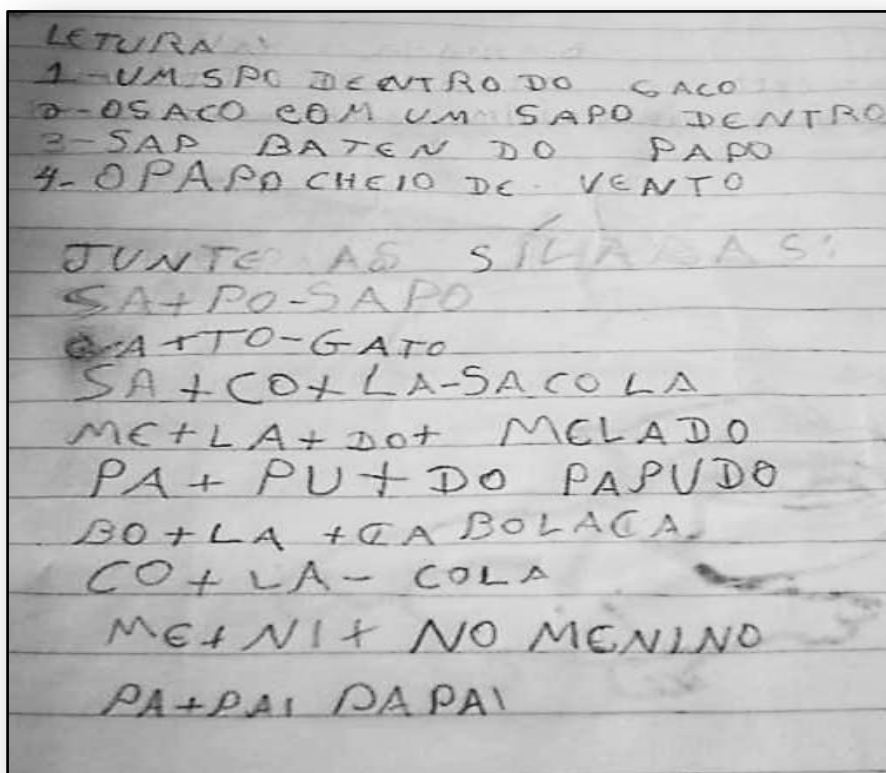 LETURA:
1-UM SPO DENTRO DO SACO
2-OSACO COM UM SAPO DENTRO
3-SAP BATEN DO PAPO
4-OPAPO CHEIO DE VENTO
JUNTE AS SÍLABAS:
SA+PO-SAPO
GA+TO-GATO
SA+CO+LA-SACOLA
ME+LA+DO+ MELADO
PA+PU+DO PAPUDO
BO+LA+CA BOLACA
CO+LA- COLA
ME+NI+NO MENINO
PA+PAI PAPAI